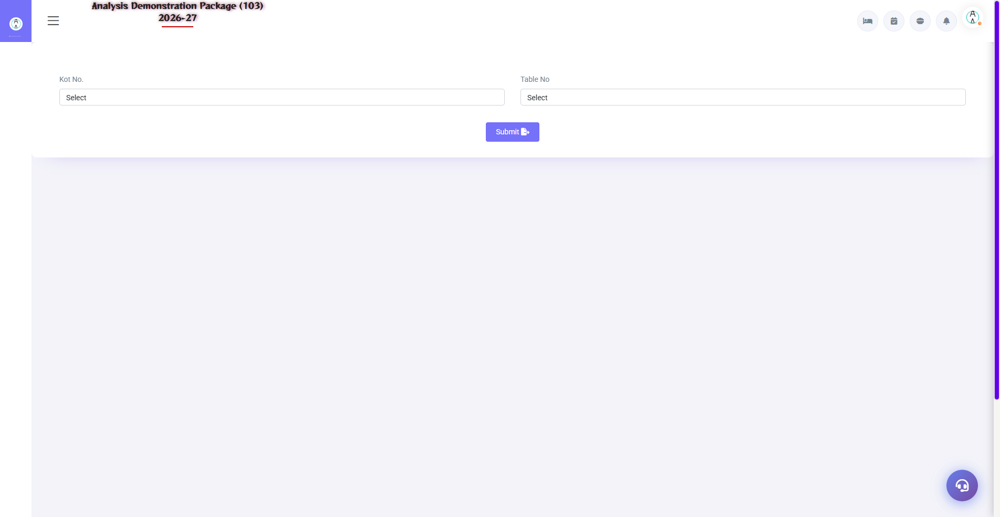 Analysis Demonstration Package (103)
2026-27
Kot No.
Table No
Select
Select
Submit